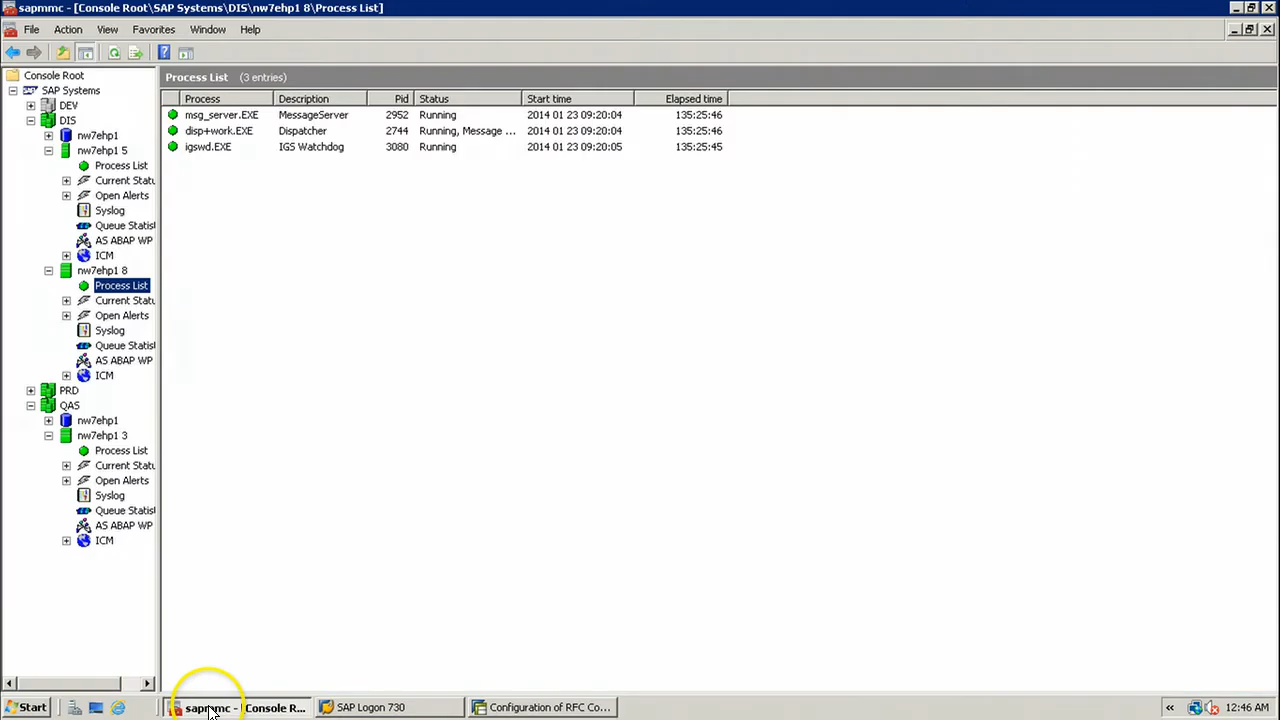 sapmmc - [Console Root\SAP Systems\DIS\nw7ehp1 8\Process List]
File Action View Favorites Window Help
Console Root
SAP Systems
DEV
DIS
nw7ehp1
nw7ehp1 5
Process List
Current Statu
Open Alerts
Syslog
Queue Statist
AS ABAP WP
ICM
nw7ehp1 8
Process List
Current Statu
Open Alerts
Syslog
Queue Statist
AS ABAP WP
ICM
PRD
QAS
nw7ehp1
nw7ehp1 3
Process List
Current Statu
Open Alerts
Syslog
Queue Statist
AS ABAP WP
ICM
Process List (3 entries)
Process Description Pid Status Start time Elapsed time
msg_server.EXE MessageServer 2952 Running 2014 01 23 09:20:04 135:25:46
disp+work.EXE Dispatcher 2744 Running, Message ... 2014 01 23 09:20:04 135:25:46
igswd.EXE IGS Watchdog 3080 Running 2014 01 23 09:20:05 135:25:45
Start sapmmc - [Console R... SAP Logon 730 Configuration of RFC Co... « 12:46 AM